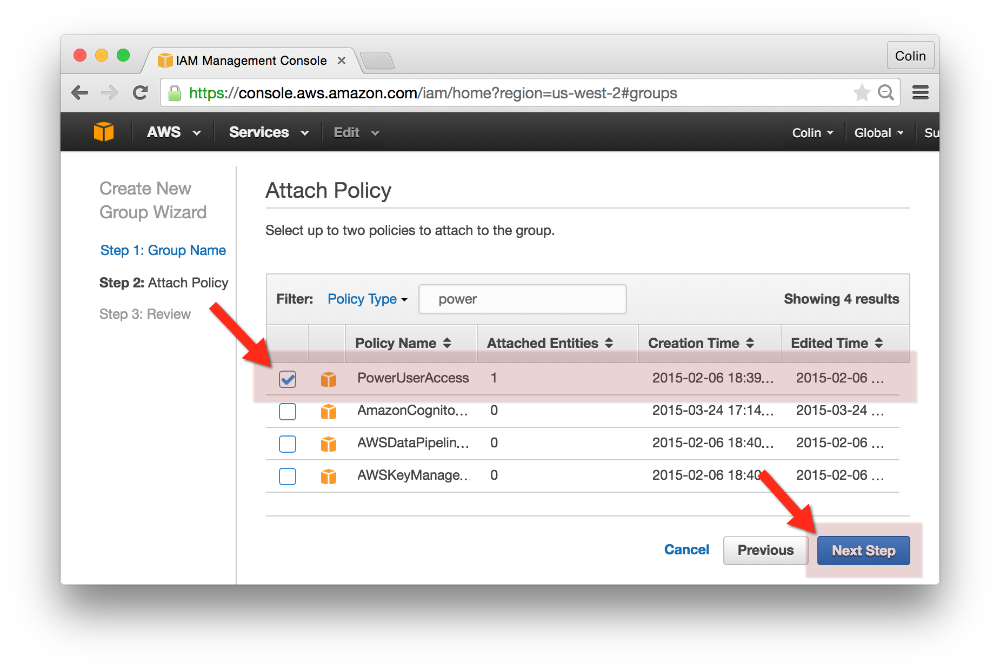 IAM Management Console
Colin
https://console.aws.amazon.com/iam/home?region=us-west-2#groups
AWS Services Edit Colin Global Su
Create New
Group Wizard
Step 1: Group Name
Step 2: Attach Policy
Step 3: Review
Attach Policy
Select up to two policies to attach to the group.
Filter: Policy Type power Showing 4 results
Policy Name Attached Entities Creation Time Edited Time
PowerUserAccess 1 2015-02-06 18:39... 2015-02-06 ...
AmazonCognito... 0 2015-03-24 17:14... 2015-03-24 ...
AWSDataPipelin... 0 2015-02-06 18:40... 2015-02-06 ...
AWSKeyManage... 0 2015-02-06 18:40 2015-02-06 ...
Cancel Previous Next Step